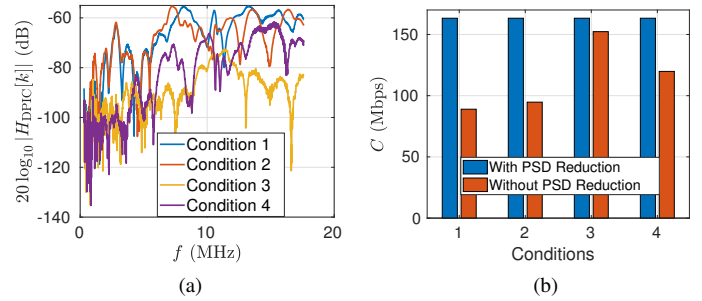 -60
-80
-100
-120
-140
20 log10 |HDPIC[k]| (dB)
0
10
20
f (MHz)
Condition 1
Condition 2
Condition 3
Condition 4
(a)
150
100
50
0
C (Mbps)
With PSD Reduction
Without PSD Reduction
1
2
3
4
Conditions
(b)